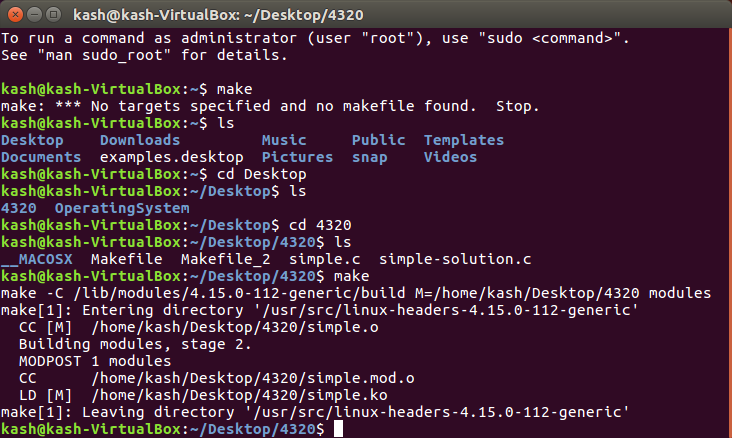 kash@kash-VirtualBox: ~/Desktop/4320
To run a command as administrator (user "root"), use "sudo <command>".
See "man sudo_root" for details.
kash@kash-VirtualBox:~$ make
make: *** No targets specified and no makefile found.  Stop.
kash@kash-VirtualBox:~$ ls
Desktop    Downloads         Music     Public  Templates
Documents  examples.desktop  Pictures  snap    Videos
kash@kash-VirtualBox:~$ cd Desktop
kash@kash-VirtualBox:~/Desktop$ ls
4320  OperatingSystem
kash@kash-VirtualBox:~/Desktop$ cd 4320
kash@kash-VirtualBox:~/Desktop/4320$ ls
__MACOSX  Makefile  Makefile_2  simple.c  simple-solution.c
kash@kash-VirtualBox:~/Desktop/4320$ make
make -C /lib/modules/4.15.0-112-generic/build M=/home/kash/Desktop/4320 modules
make[1]: Entering directory '/usr/src/linux-headers-4.15.0-112-generic'
  CC [M]  /home/kash/Desktop/4320/simple.o
  Building modules, stage 2.
  MODPOST 1 modules
  CC      /home/kash/Desktop/4320/simple.mod.o
  LD [M]  /home/kash/Desktop/4320/simple.ko
make[1]: Leaving directory '/usr/src/linux-headers-4.15.0-112-generic'
kash@kash-VirtualBox:~/Desktop/4320$